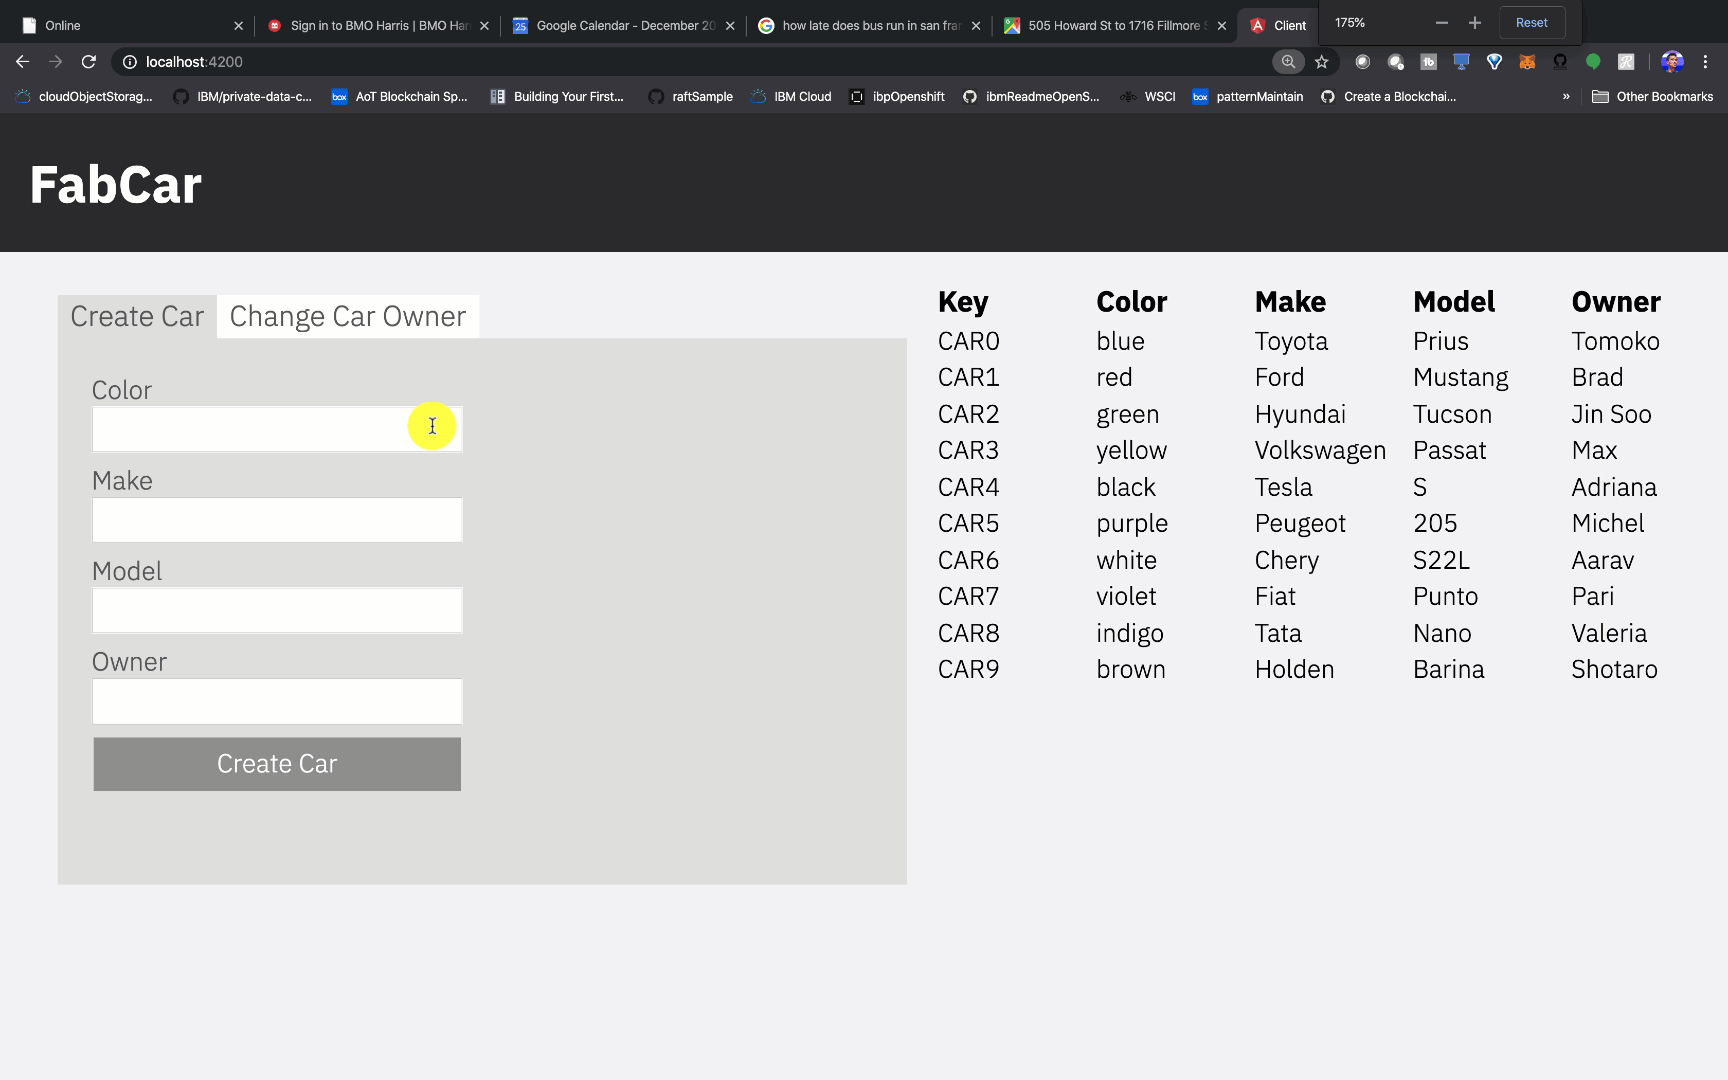 Online
Sign in to BMO Harris | BMO Har
Google Calendar - December 20
how late does bus run in san fran
505 Howard St to 1716 Fillmore S
Client
175%
Reset
localhost:4200
cloudObjectStorag...
IBM/private-data-c...
box AoT Blockchain Sp...
Building Your First...
raftSample
IBM Cloud
ibpOpenshift
ibmReadmeOpenS...
WSCI
box patternMaintain
Create a Blockchai...
»
Other Bookmarks
FabCar
Create Car
Change Car Owner
Color
Make
Model
Owner
Create Car
Key Color Make Model Owner
CAR0 blue Toyota Prius Tomoko
CAR1 red Ford Mustang Brad
CAR2 green Hyundai Tucson Jin Soo
CAR3 yellow Volkswagen Passat Max
CAR4 black Tesla S Adriana
CAR5 purple Peugeot 205 Michel
CAR6 white Chery S22L Aarav
CAR7 violet Fiat Punto Pari
CAR8 indigo Tata Nano Valeria
CAR9 brown Holden Barina Shotaro